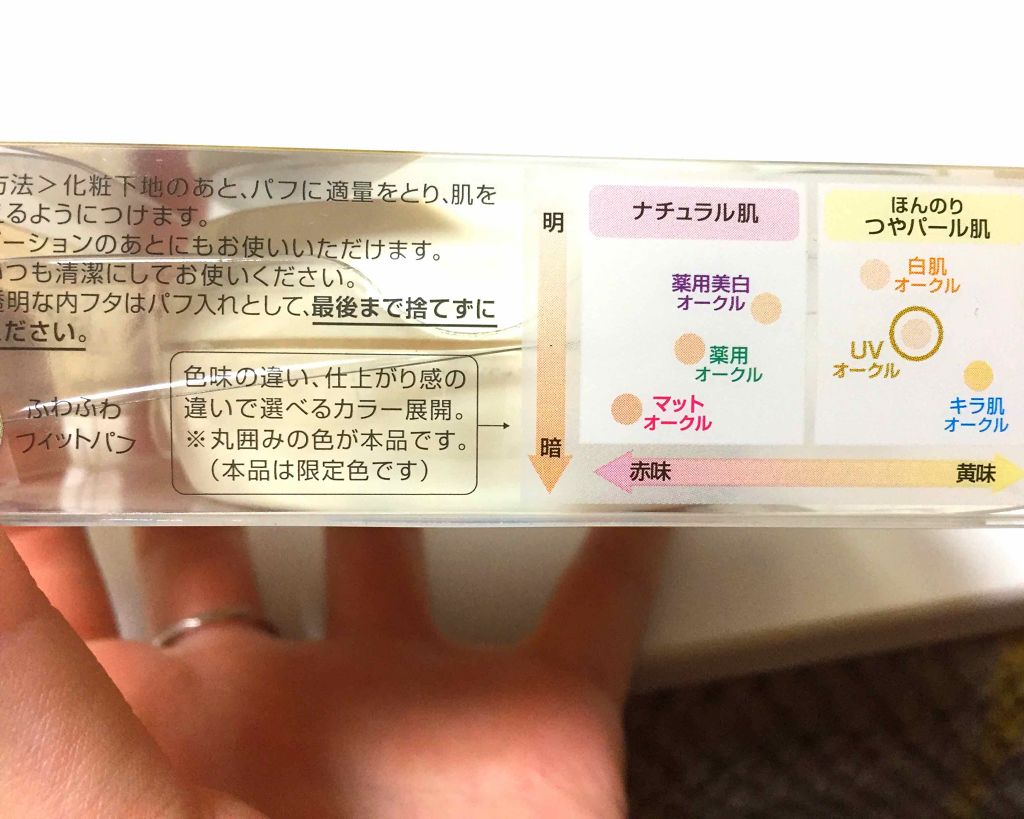 方法＞化粧下地のあと、パフに適量をとり、肌を
えるようにつけます。
デーションのあとにもお使いいただけます。
いつも清潔にしてお使いください。
透明な内フタはパフ入れとして、最後まで捨てずに
ください。
ふわふわ
フィットパフ
色味の違い、仕上がり感の
違いで選べるカラー展開。
※丸囲みの色が本品です。
（本品は限定色です）
明
暗
ナチュラル肌
薬用美白
オークル
薬用
オークル
マット
オークル
ほんのり
つやパール肌
白肌
オークル
UV
オークル
キラ肌
オークル
赤味
黄味